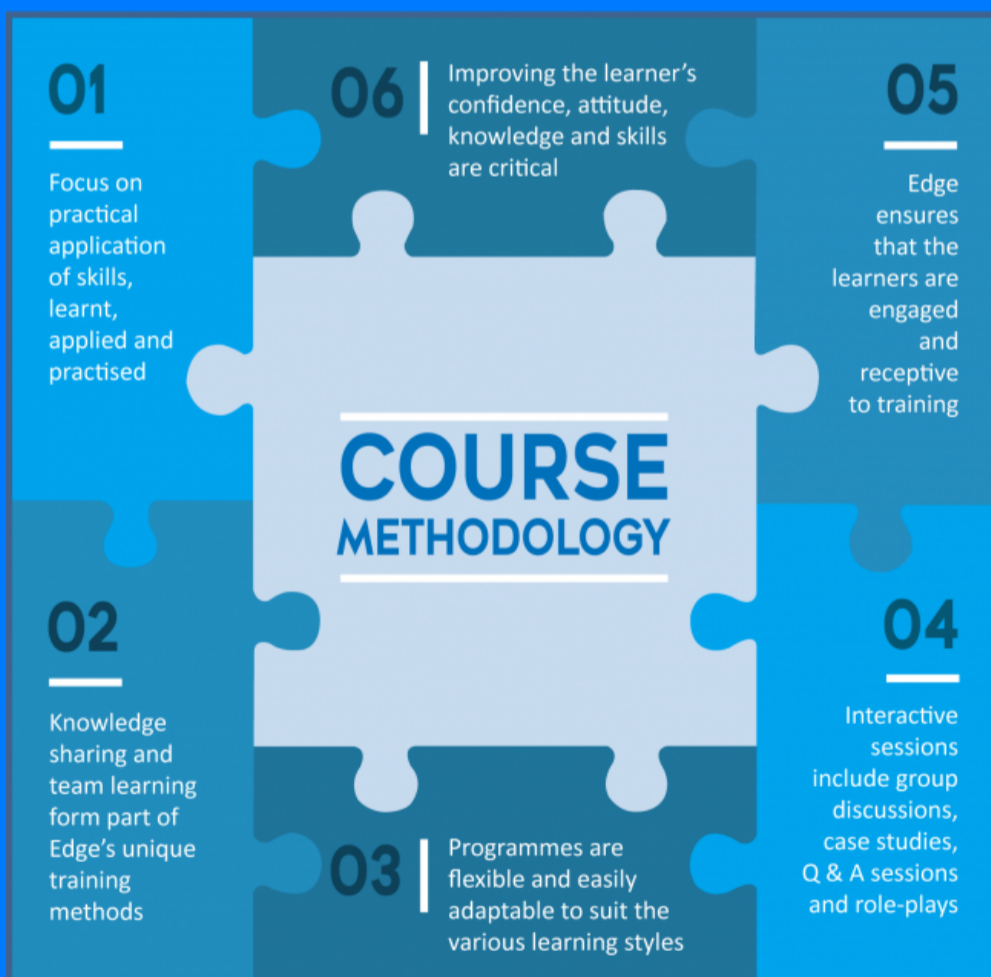 01
Focus on
practical
application
of skills,
learnt,
applied and
practised
02
Knowledge
sharing and
team learning
form part of
Edge's unique
training
methods
03
Programmes are
flexible and easily
adaptable to suit the
various learning styles
04
Interactive
sessions
include group
discussions,
case studies,
Q & A sessions
and role-plays
05
Edge
ensures
that the
learners are
engaged
and
receptive
to training
06
Improving the learner's
confidence, attitude,
knowledge and skills
are critical
COURSE
METHODOLOGY